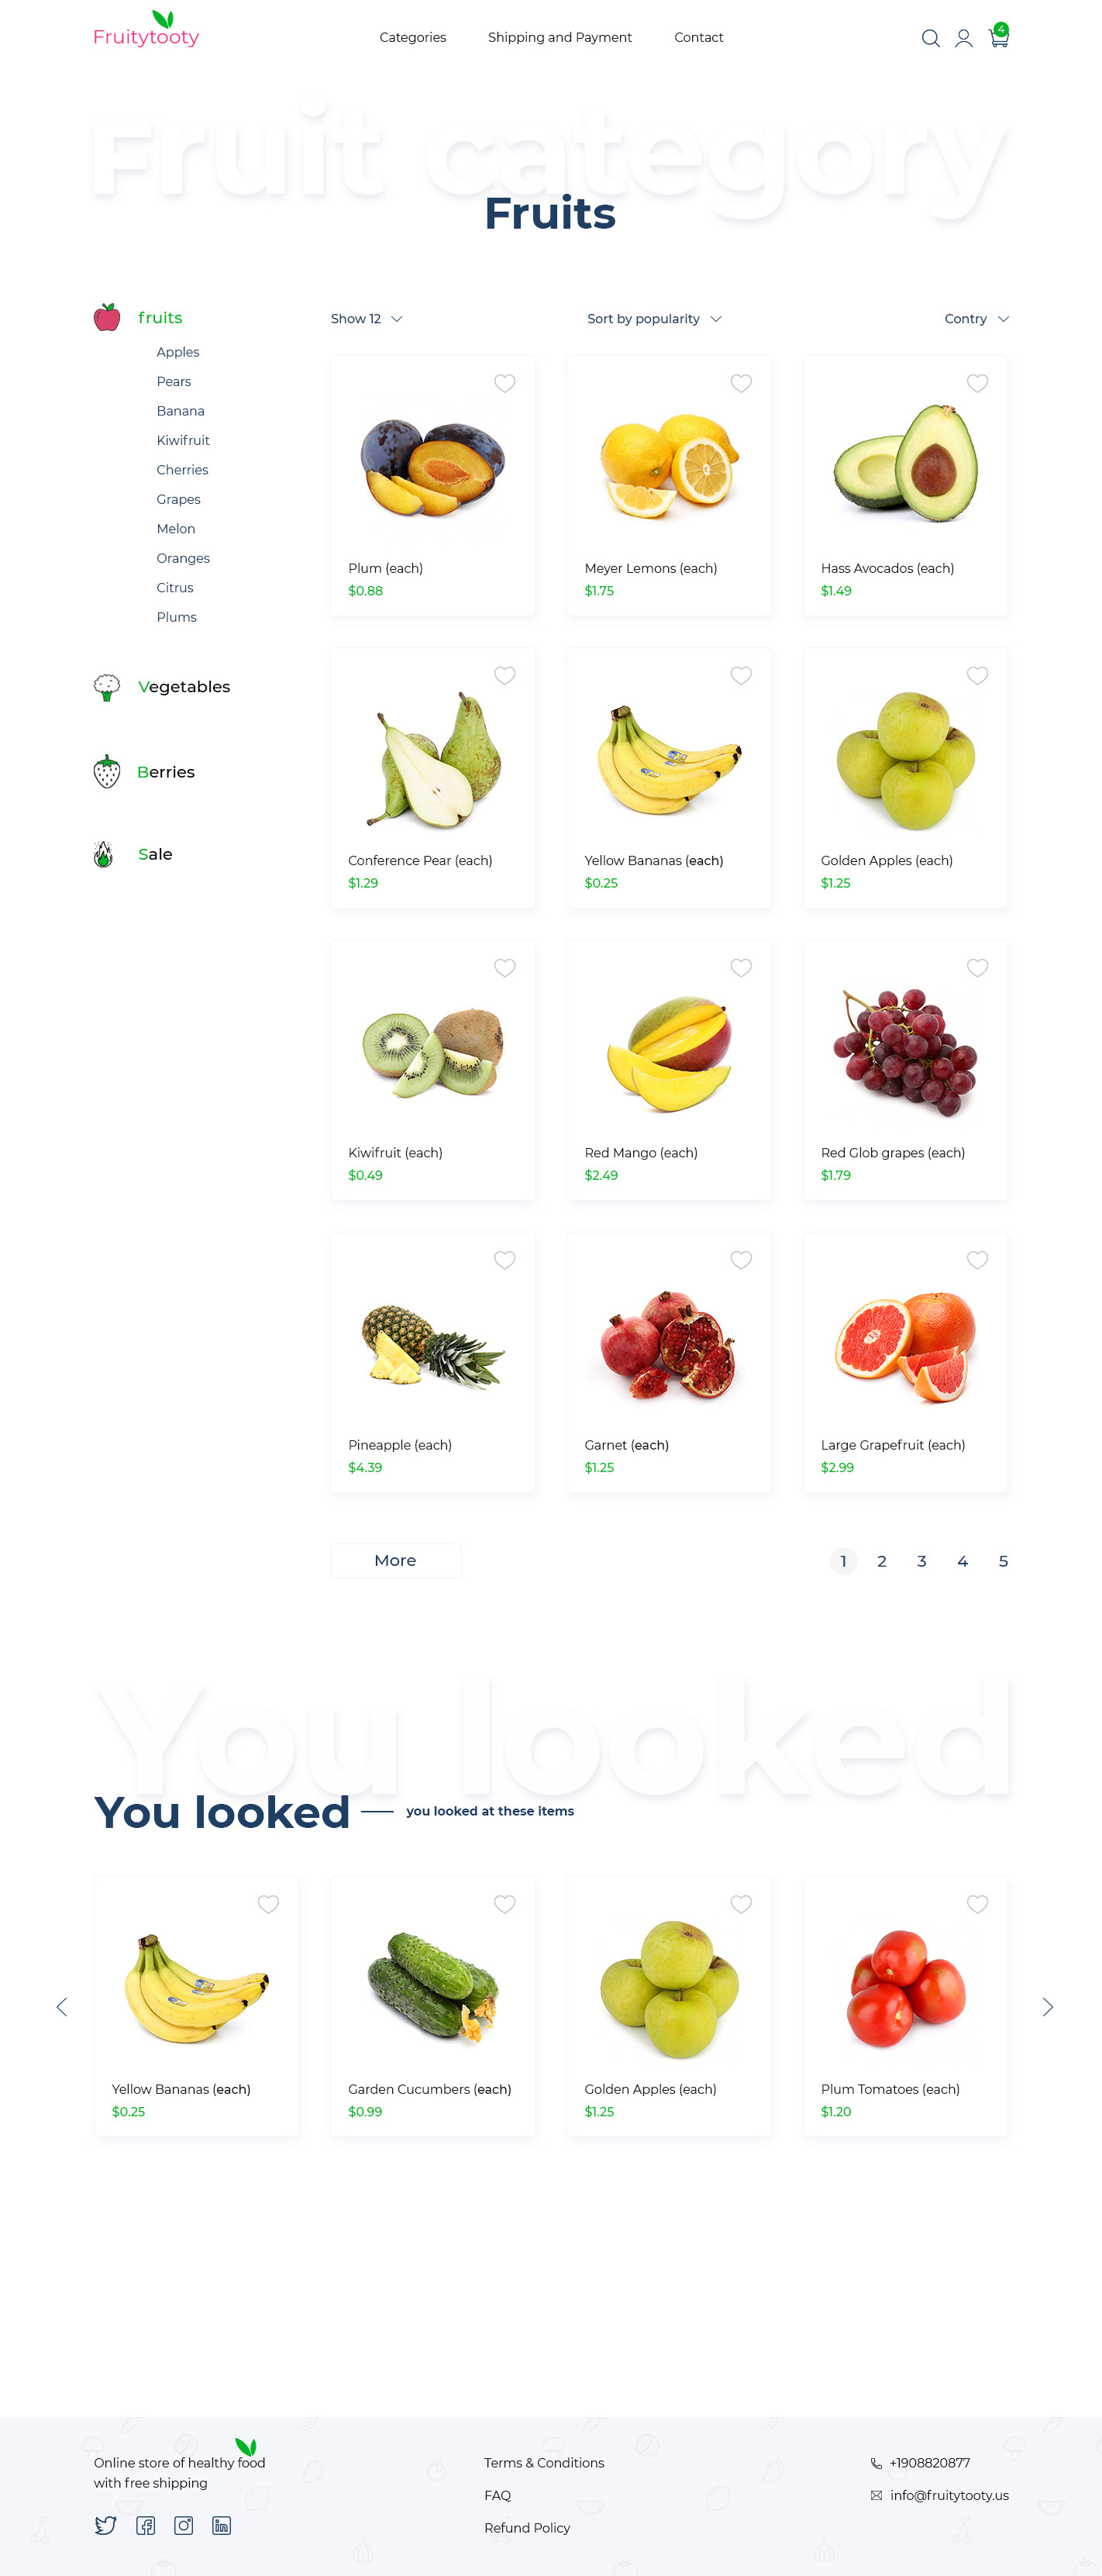 Fruitytooty
Categories
Shipping and Payment
Contact
4
Fruit category
Fruits
fruits
Apples
Pears
Banana
Kiwifruit
Cherries
Grapes
Melon
Oranges
Citrus
Plums
Vegetables
Berries
Sale
Show 12
Sort by popularity
Contry
Plum (each)
$0.88
Meyer Lemons (each)
$1.75
Hass Avocados (each)
$1.49
Conference Pear (each)
$1.29
Yellow Bananas (each)
$0.25
Golden Apples (each)
$1.25
Kiwifruit (each)
$0.49
Red Mango (each)
$2.49
Red Glob grapes (each)
$1.79
Pineapple (each)
$4.39
Garnet (each)
$1.25
Large Grapefruit (each)
$2.99
More
1 2 3 4 5
You looked
You looked
you looked at these items
Yellow Bananas (each)
$0.25
Garden Cucumbers (each)
$0.99
Golden Apples (each)
$1.25
Plum Tomatoes (each)
$1.20
Online store of healthy food
with free shipping
Terms & Conditions
FAQ
Refund Policy
+1908820877
info@fruitytooty.us